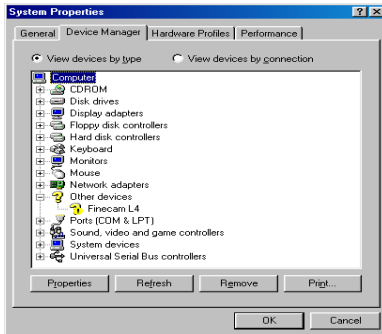 System Properties
General Device Manager Hardware Profiles Performance
View devices by type View devices by connection
Computer
CDROM
Disk drives
Display adapters
Floppy disk controllers
Hard disk controllers
Keyboard
Monitors
Mouse
Network adapters
Other devices
Finecam L4
Ports (COM & LPT)
Sound, video and game controllers
System devices
Universal Serial Bus controllers
Properties Refresh Remove Print...
OK Cancel